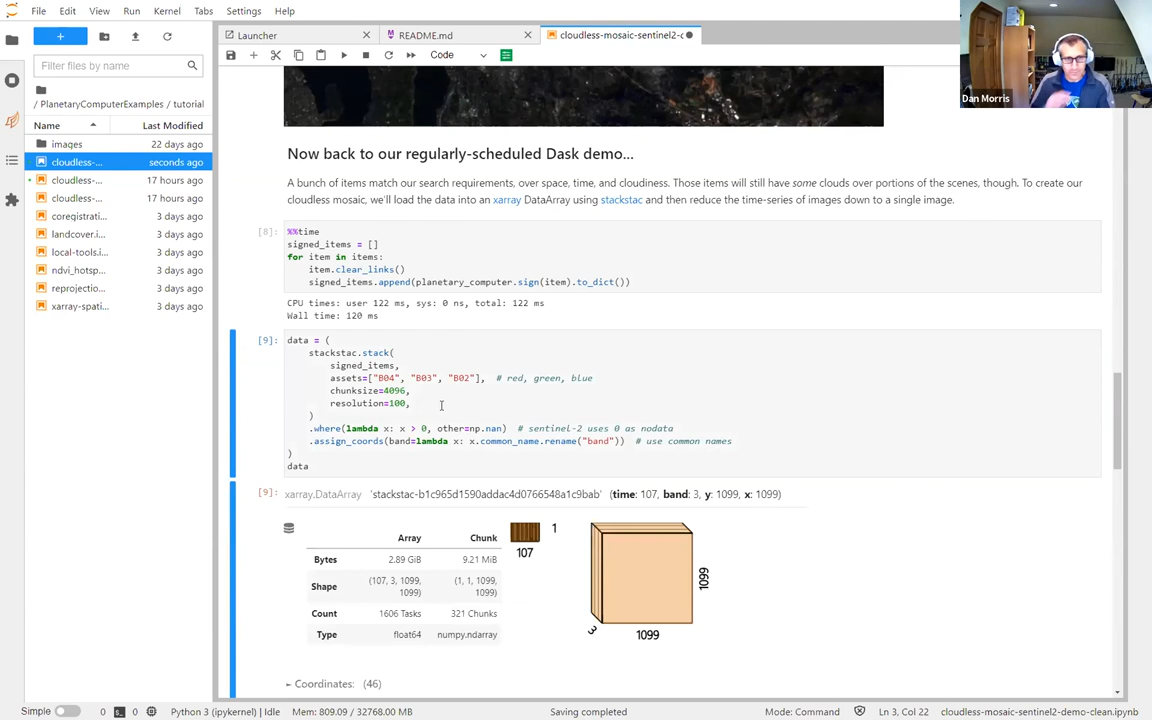 File Edit View Run Kernel Tabs Settings Help
Launcher
README.md
cloudless-mosaic-sentinel2-c
Code
Filter files by name
/ PlanetaryComputerExamples / tutorial
Name Last Modified
images 22 days ago
cloudless-... seconds ago
cloudless-... 17 hours ago
cloudless-... 17 hours ago
coregistrati... 3 days ago
landcover.i... 3 days ago
local-tools.i... 3 days ago
ndvi_hotsp... 3 days ago
reprojectio... 3 days ago
xarray-spati... 3 days ago
Dan Morris
Now back to our regularly-scheduled Dask demo...
A bunch of items match our search requirements, over space, time, and cloudiness. Those items will still have some clouds over portions of the scenes, though. To create our
cloudless mosaic, we'll load the data into an xarray DataArray using stackstac and then reduce the time-series of images down to a single image.
[8]: %%time
signed_items = []
for item in items:
item.clear_links()
signed_items.append(planetary_computer.sign(item).to_dict())
CPU times: user 122 ms, sys: 0 ns, total: 122 ms
Wall time: 120 ms
[9]: data = (
stackstac.stack(
signed_items,
assets=["B04", "B03", "B02"], # red, green, blue
chunksize=4096,
resolution=100,
)
.where(lambda x: x > 0, other=np.nan) # sentinel-2 uses 0 as nodata
.assign_coords(band=lambda x: x.common_name.rename("band")) # use common names
)
data
[9]: xarray.DataArray 'stackstac-b1c965d1590addac4d0766548a1c9bab' (time: 107, band: 3, y: 1099, x: 1099)
Array Chunk
Bytes 2.89 GiB 9.21 MiB
Shape (107, 3, 1099, 1099) (1, 1, 1099, 1099)
Count 1606 Tasks 321 Chunks
Type float64 numpy.ndarray
1
107
1099
3
1099
Coordinates: (46)
Simple 0 0 Python 3 (ipykernel) | Idle Mem: 809.09 / 32768.00 MB Saving completed Mode: Command Ln 3, Col 22 cloudless-mosaic-sentinel2-demo-clean.ipynb